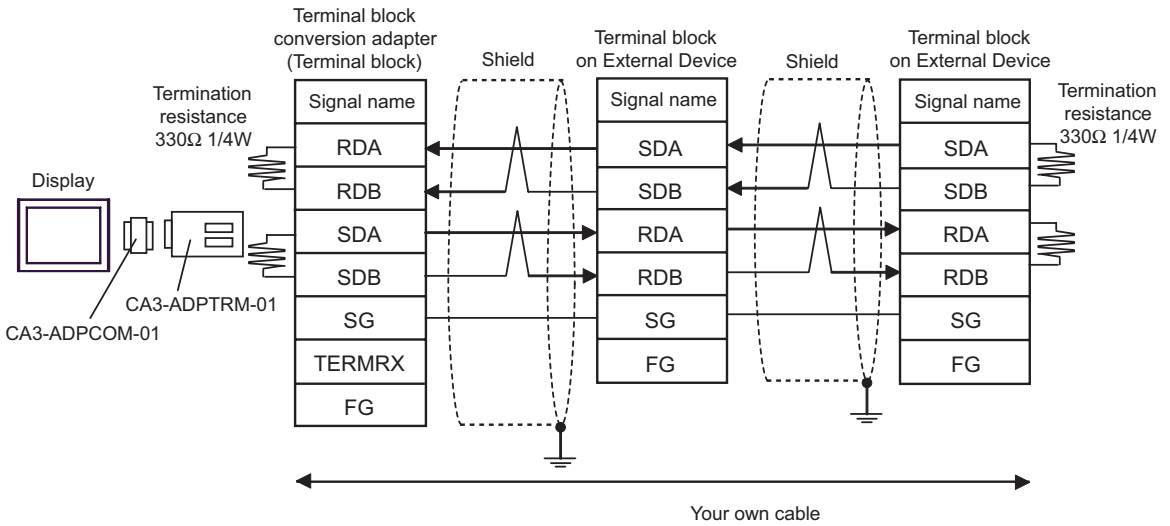 Terminal block
conversion adapter
(Terminal block)
Shield
Terminal block
on External Device
Shield
Terminal block
on External Device
Termination
resistance
330Ω 1/4W
Termination
resistance
330Ω 1/4W
Display
CA3-ADPTRM-01
CA3-ADPCOM-01
Signal name
RDA
RDB
SDA
SDB
SG
TERMRX
FG
Signal name
SDA
SDB
RDA
RDB
SG
FG
Signal name
SDA
SDB
RDA
RDB
SG
FG
Your own cable